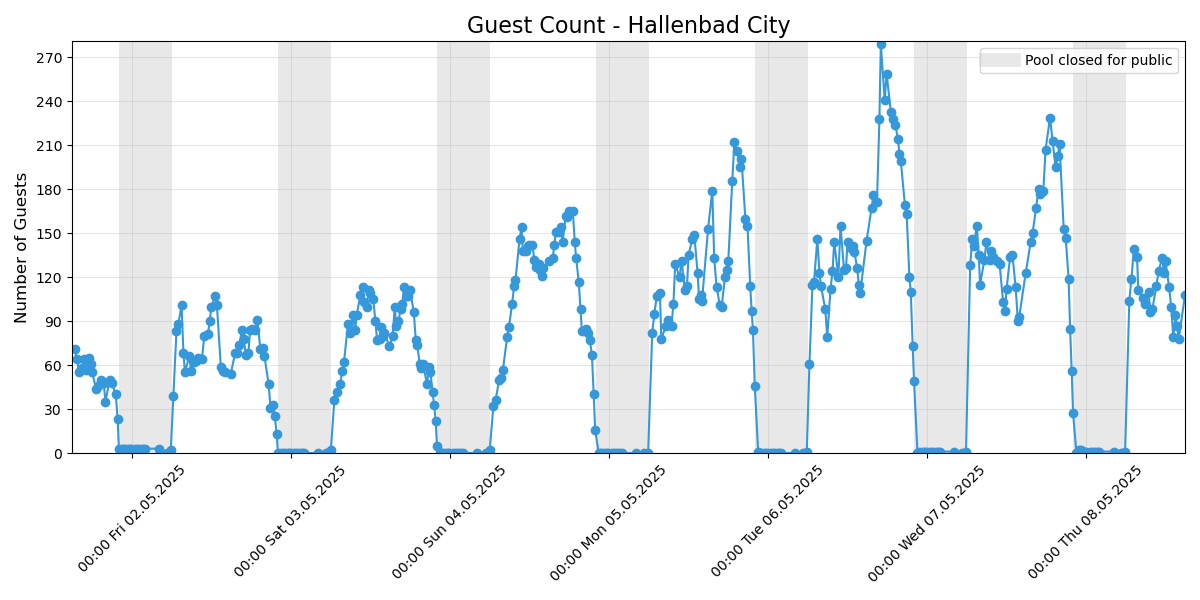 Guest Count - Hallenbad City
Pool closed for public
Number of Guests
270
240
210
180
150
120
90
60
30
0
00:00 Fri 02.05.2025
00:00 Sat 03.05.2025
00:00 Sun 04.05.2025
00:00 Mon 05.05.2025
00:00 Tue 06.05.2025
00:00 Wed 07.05.2025
00:00 Thu 08.05.2025